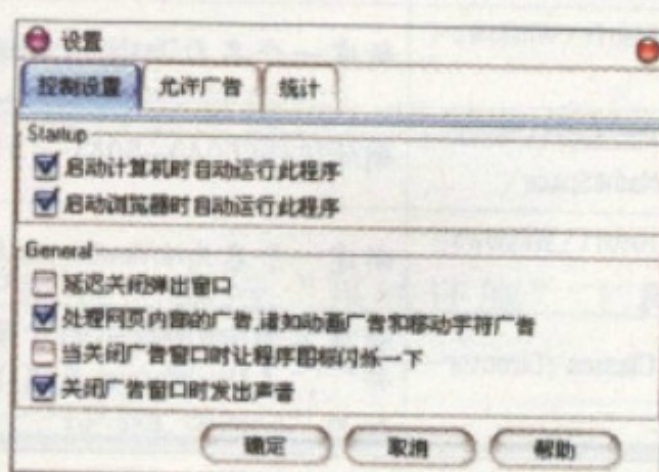 设置
控制设置 允许广告 统计
Startup
启动计算机时自动运行此程序
启动浏览器时自动运行此程序
General
延迟关闭弹出窗口
处理网页内容的广告,诸如动画广告和移动字符广告
当关闭广告窗口时让程序图标闪烁一下
关闭广告窗口时发出声音
确定 取消 帮助